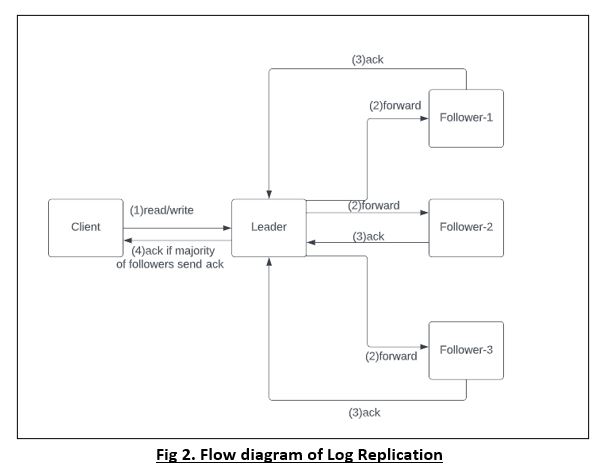 (3)ack
(2)forward
Follower-1
(1)read/write
Client
Leader
(2)forward
Follower-2
(3)ack
(4)ack if majority
of followers send ack
Follower-3
(2)forward
(3)ack
Fig 2. Flow diagram of Log Replication